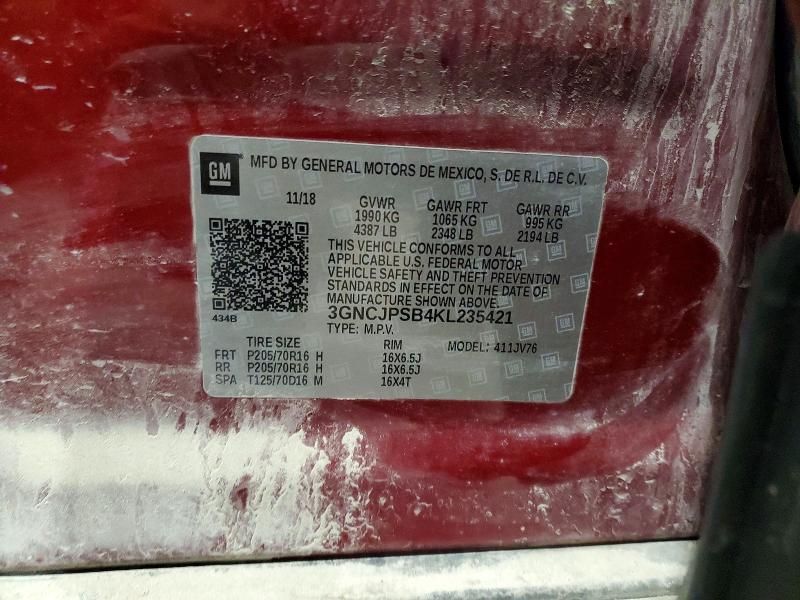 GM MFD BY GENERAL MOTORS DE MEXICO, S. DE R.L. DE C.V.
11/18 GVWR GAWR FRT GAWR RR
1990 KG 1065 KG 995 KG
4387 LB 2348 LB 2194 LB
THIS VEHICLE CONFORMS TO ALL
APPLICABLE U.S. FEDERAL MOTOR
VEHICLE SAFETY AND THEFT PREVENTION
STANDARDS IN EFFECT ON THE DATE OF
MANUFACTURE SHOWN ABOVE.
434B 3GNCJPSB4KL235421
TYPE: M.P.V.
TIRE SIZE RIM MODEL: 411JV76
FRT P205/70R16 H 16X6.5J
RR P205/70R16 H 16X6.5J
SPA T125/70D16 M 16X4T